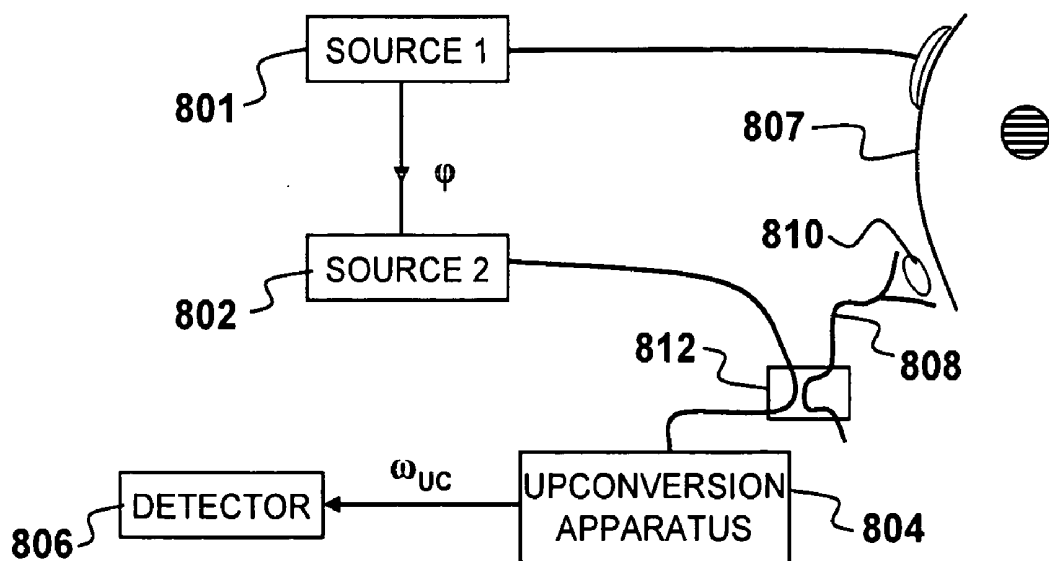 SOURCE 1
801
807
φ
810
SOURCE 2
802
812
808
ω_UC
UPCONVERSION
APPARATUS
DETECTOR
804
806